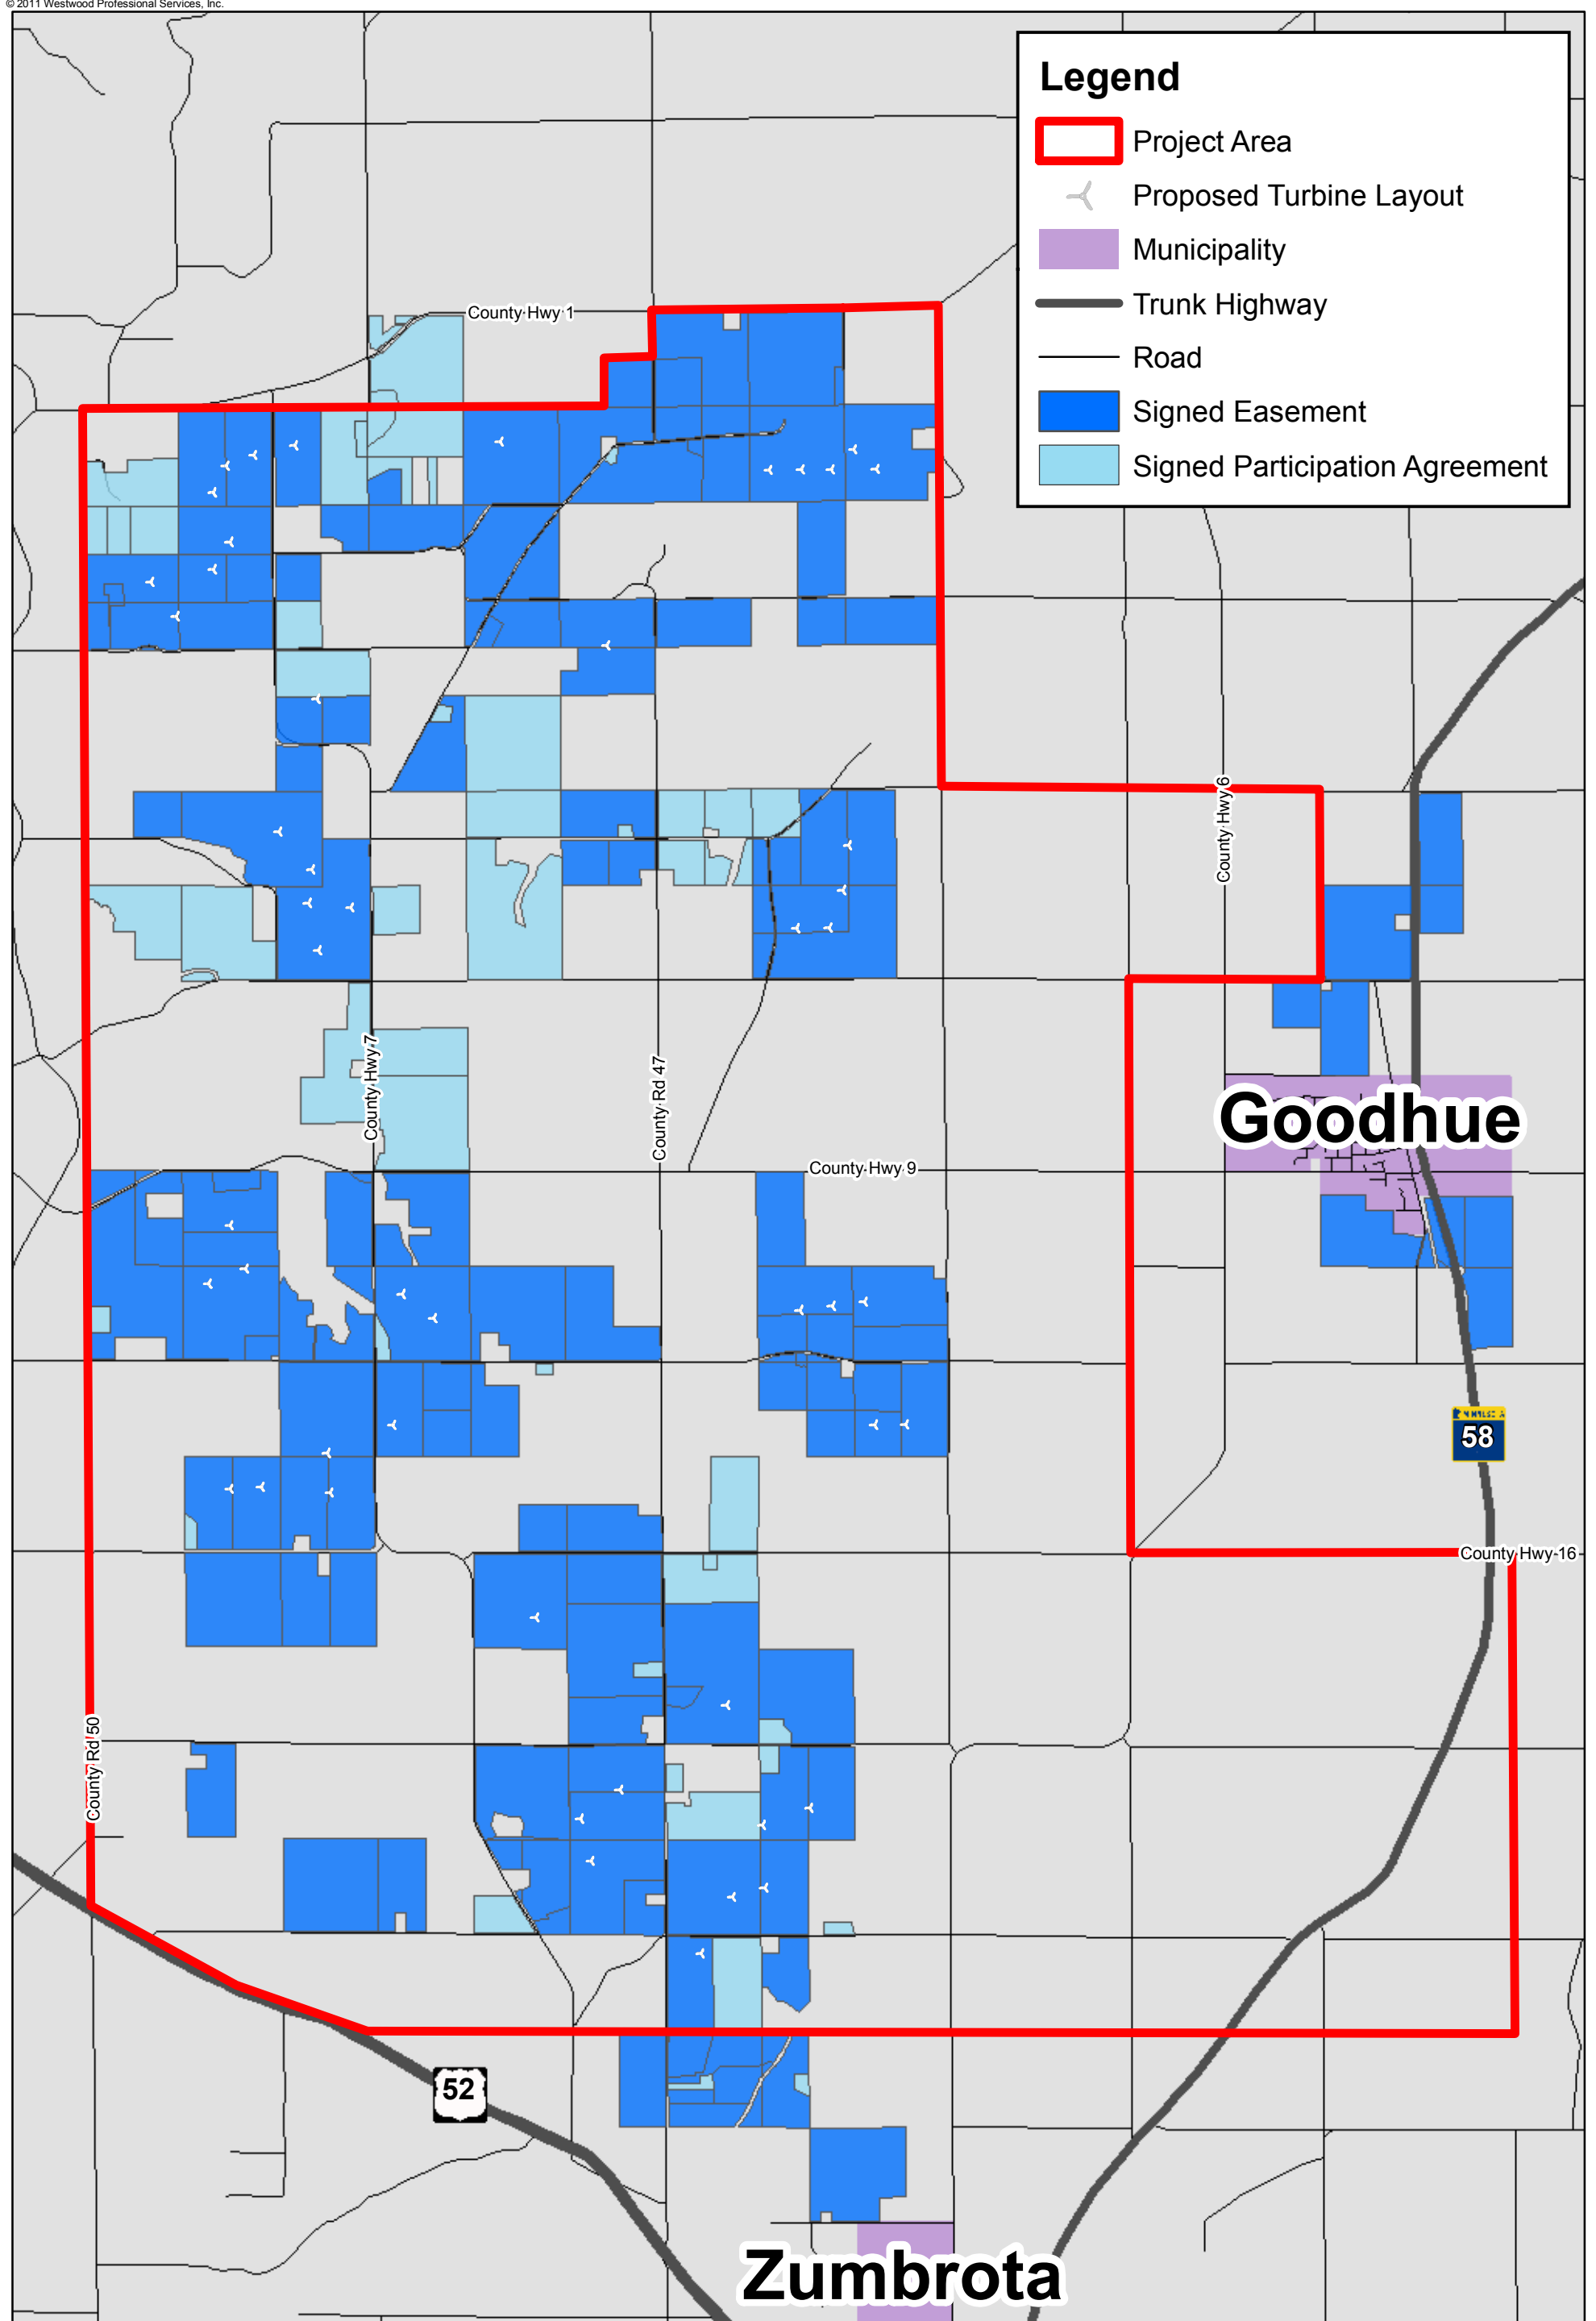 © 2011 Westwood Professional Services, Inc.
Legend
Project Area
Proposed Turbine Layout
Municipality
Trunk Highway
Road
Signed Easement
Signed Participation Agreement
County Hwy 1
County Hwy 6
County Hwy 7
County Rd 47
Goodhue
County Hwy 9
MINNESOTA
58
County Hwy 16
County Rd 50
52
Zumbrota